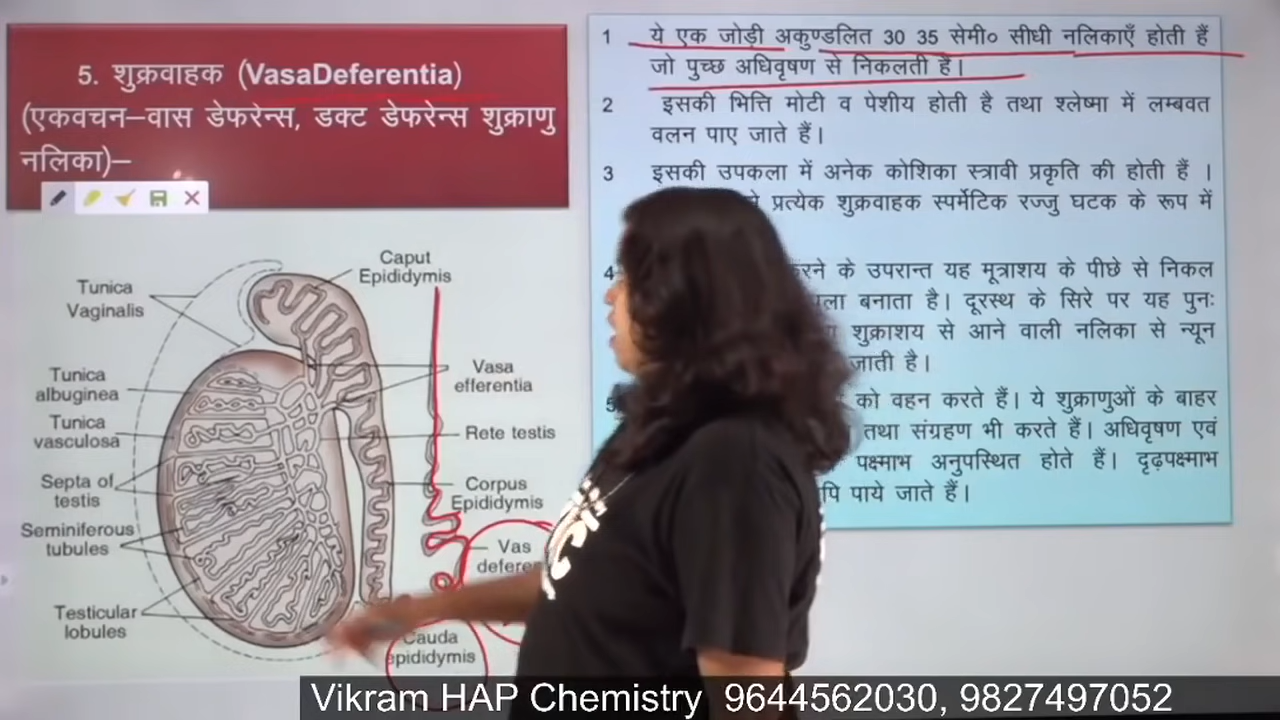 5. शुक्रवाहक (VasaDeferentia)
(एकवचन–वास डेफरेन्स, डक्ट डेफरेन्स शुक्राणु
नलिका)–
Caput
Epididymis
Tunica
Vaginalis
Vasa
efferentia
Tunica
albuginea
Tunica
vasculosa
Rete testis
Septa of
testis
Corpus
Epididymis
Seminiferous
tubules
Vas
Testicular
lobules
Cauda
epididymis
1 ये एक जोड़ी अकुण्डलित 30 35 सेमी० सीधी नलिकाएँ होती हैं
जो पुच्छ अधिवृषण से निकलती हैं।
2 इसकी भित्ति मोटी व पेशीय होती है तथा श्लेष्मा में लम्बवत
वलन पाए जाते हैं।
3 इसकी उपकला में अनेक कोशिका स्त्रावी प्रकृति की होती हैं ।
प्रत्येक शुक्रवाहक स्पर्मेटिक रज्जु घटक के रूप में
4 के उपरान्त यह मूत्राशय के पीछे से निकल
बनाता है। दूरस्थ के सिरे पर यह पुनः
शुक्राशय से आने वाली नलिका से न्यून
जाती है।
5 को वहन करते हैं। ये शुक्राणुओं के बाहर
तथा संग्रहण भी करते हैं। अधिवृषण एवं
पक्ष्माभ अनुपस्थित होते हैं। दृढ़पक्ष्माभ
पाये जाते हैं।
Vikram HAP Chemistry 9644562030, 9827497052